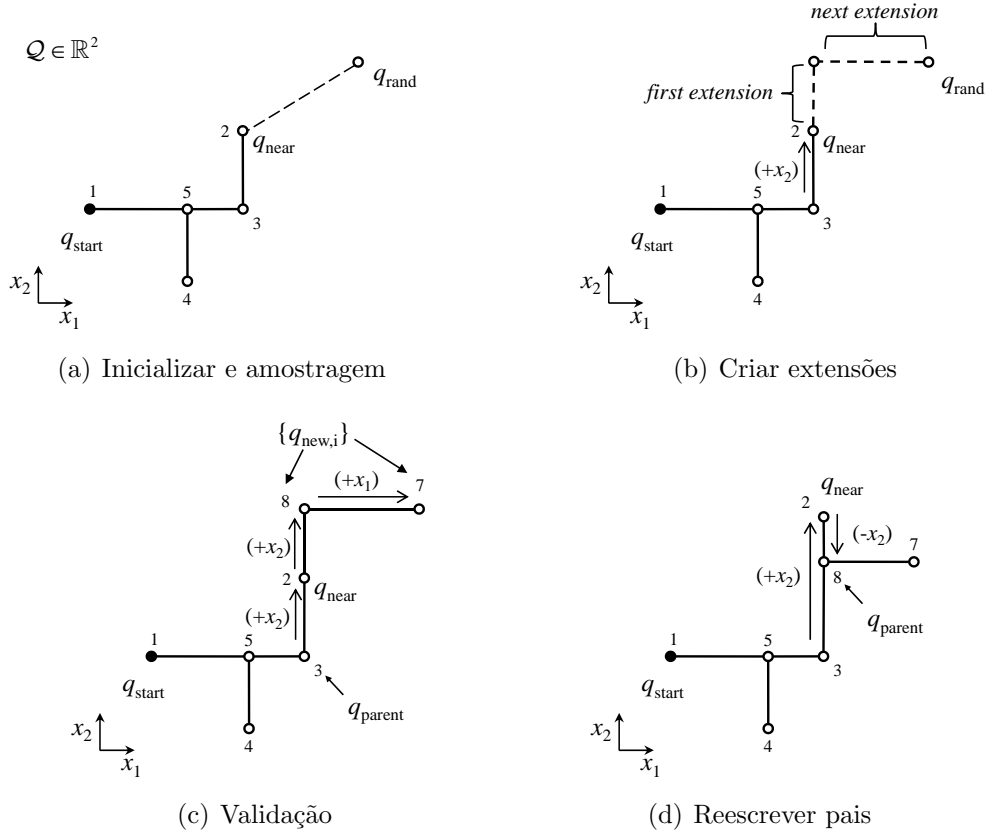 𝒬 ∈ ℝ²
q_rand
2
q_near
1
5
3
q_start
4
x₂
x₁
(a) Inicializar e amostragem
next extension
first extension
q_rand
2
q_near
(+x₂)
1
5
3
q_start
4
x₂
x₁
(b) Criar extensões
{q_new,i}
(+x₁)
7
8
(+x₂)
2
q_near
(+x₂)
1
5
3
q_start
q_parent
4
x₂
x₁
(c) Validação
q_near
2
(-x₂)
7
(+x₂)
8
q_parent
1
5
3
q_start
4
x₂
x₁
(d) Reescrever pais